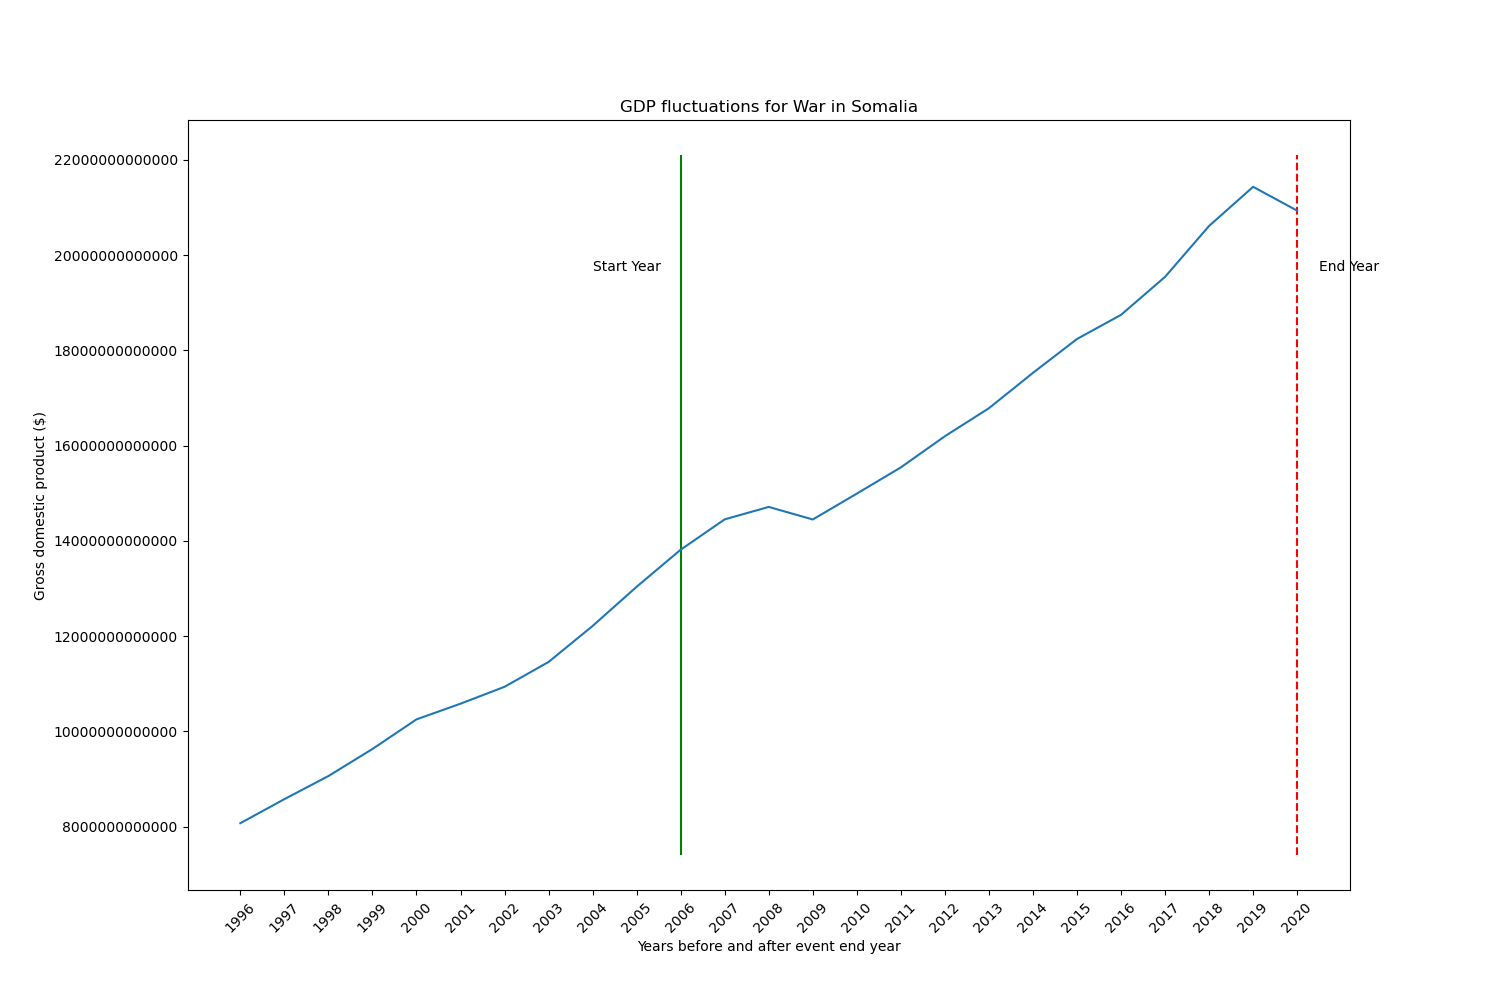 GDP fluctuations for War in Somalia
Gross domestic product ($)
22000000000000
20000000000000
18000000000000
16000000000000
14000000000000
12000000000000
10000000000000
8000000000000
Start Year
End Year
1996 1997 1998 1999 2000 2001 2002 2003 2004 2005 2006 2007 2008 2009 2010 2011 2012 2013 2014 2015 2016 2017 2018 2019 2020
Years before and after event end year